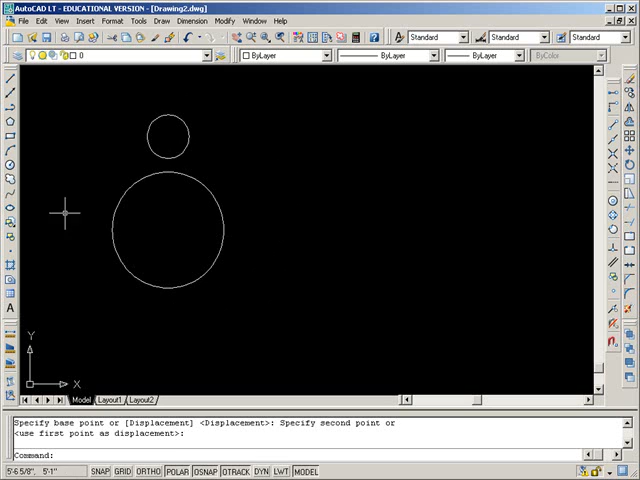 AutoCAD LT - EDUCATIONAL VERSION - [Drawing2.dwg]
File Edit View Insert Format Tools Draw Dimension Modify Window Help
Standard Standard Standard
0 ByLayer ByLayer ByLayer ByColor
A
Y
X
Model Layout1 Layout2
Specify base point or [Displacement] <Displacement>: Specify second point or
<use first point as displacement>:
Command:
5'-6 5/8", 5'-1" SNAP GRID ORTHO POLAR OSNAP OTRACK DYN LWT MODEL